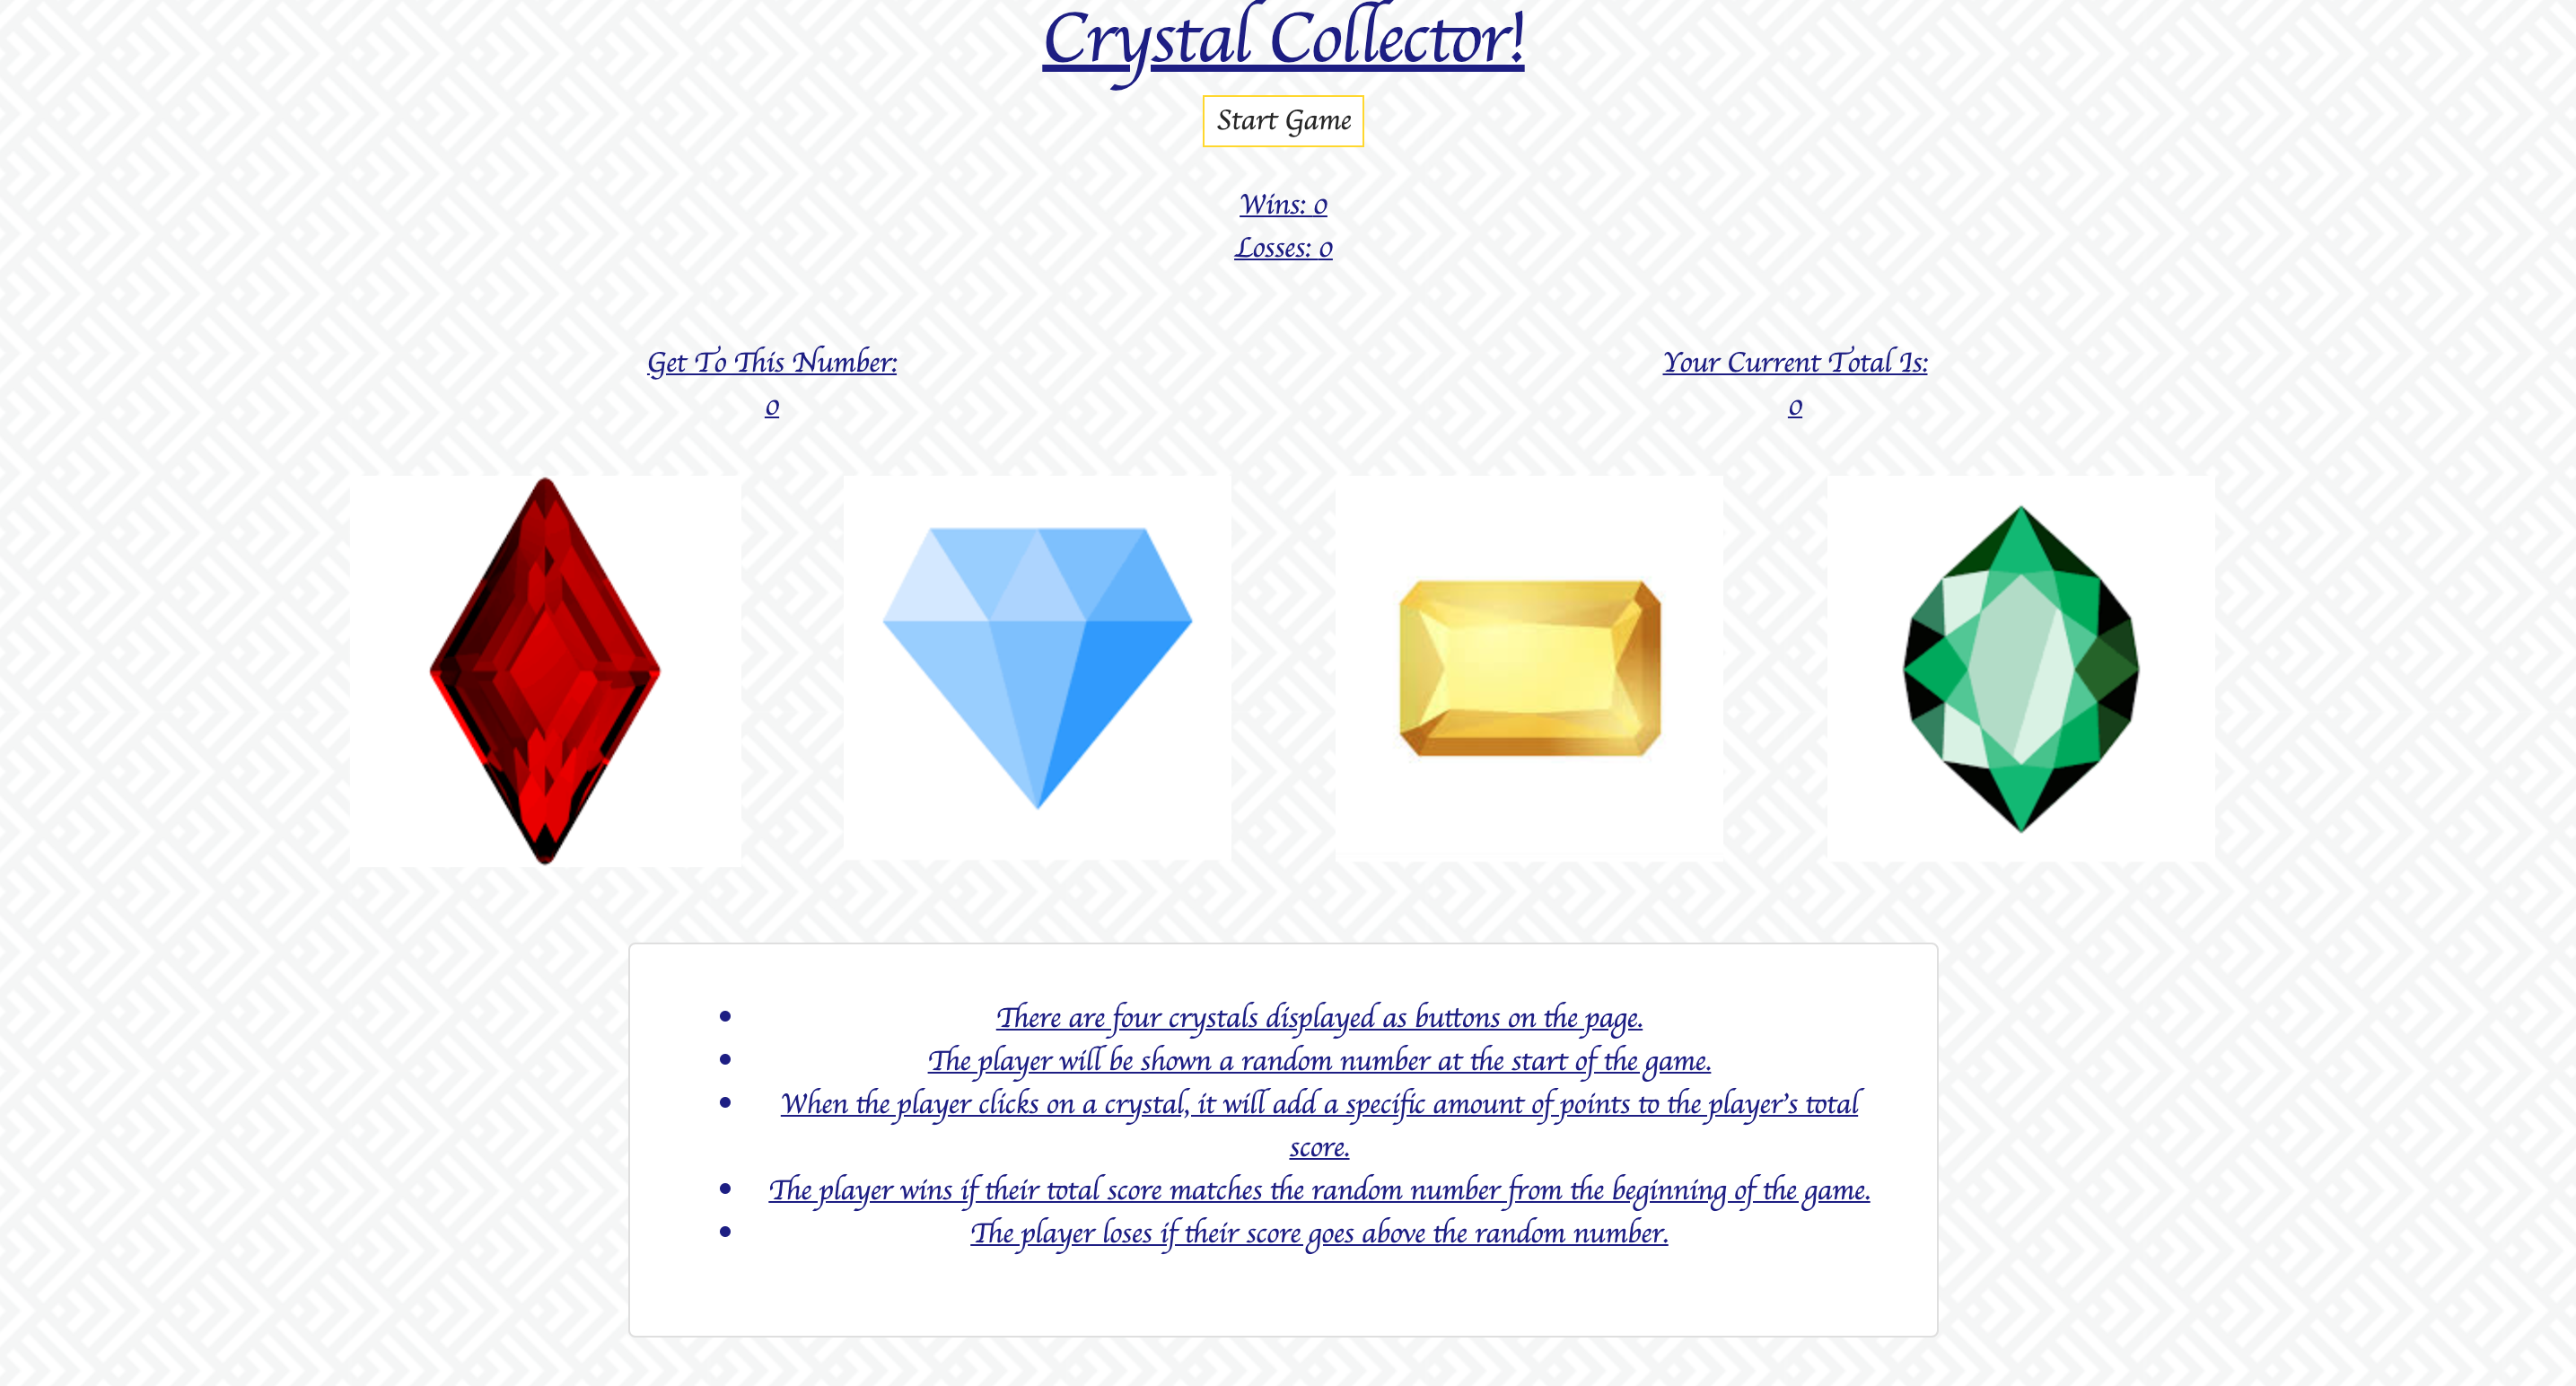 Crystal Collector!
Start Game
Wins: 0
Losses: 0
Get To This Number:
0
Your Current Total Is:
0
There are four crystals displayed as buttons on the page.
The player will be shown a random number at the start of the game.
When the player clicks on a crystal, it will add a specific amount of points to the player's total
score.
The player wins if their total score matches the random number from the beginning of the game.
The player loses if their score goes above the random number.